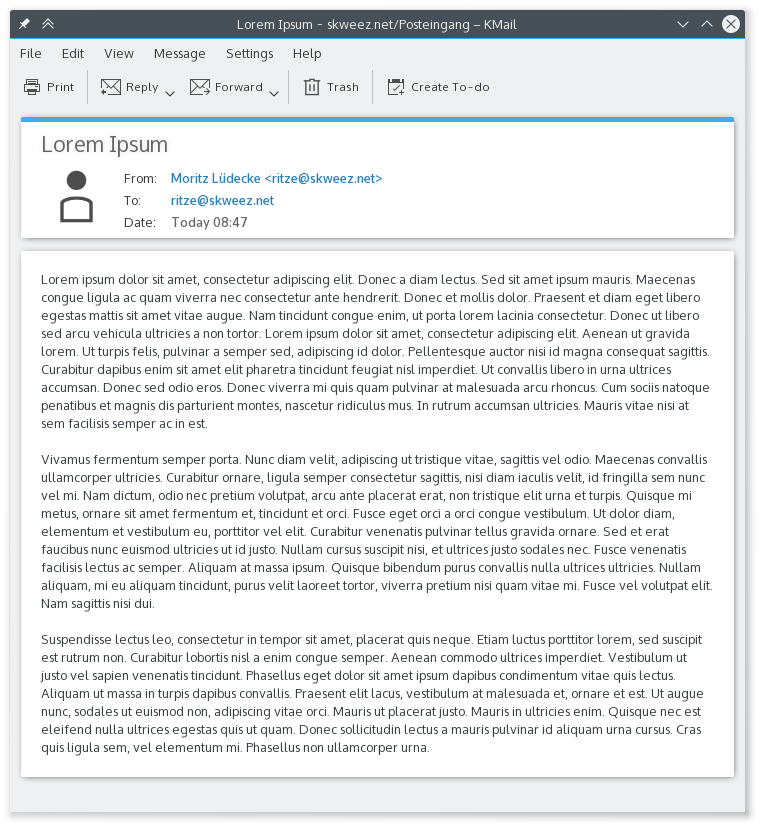 Lorem Ipsum - skweez.net/Posteingang – KMail
File Edit View Message Settings Help
Print Reply Forward Trash Create To-do
Lorem Ipsum
From: Moritz Lüdecke <ritze@skweez.net>
To: ritze@skweez.net
Date: Today 08:47
Lorem ipsum dolor sit amet, consectetur adipiscing elit. Donec a diam lectus. Sed sit amet ipsum mauris. Maecenas
congue ligula ac quam viverra nec consectetur ante hendrerit. Donec et mollis dolor. Praesent et diam eget libero
egestas mattis sit amet vitae augue. Nam tincidunt congue enim, ut porta lorem lacinia consectetur. Donec ut libero
sed arcu vehicula ultricies a non tortor. Lorem ipsum dolor sit amet, consectetur adipiscing elit. Aenean ut gravida
lorem. Ut turpis felis, pulvinar a semper sed, adipiscing id dolor. Pellentesque auctor nisi id magna consequat sagittis.
Curabitur dapibus enim sit amet elit pharetra tincidunt feugiat nisl imperdiet. Ut convallis libero in urna ultrices
accumsan. Donec sed odio eros. Donec viverra mi quis quam pulvinar at malesuada arcu rhoncus. Cum sociis natoque
penatibus et magnis dis parturient montes, nascetur ridiculus mus. In rutrum accumsan ultricies. Mauris vitae nisi at
sem facilisis semper ac in est.
Vivamus fermentum semper porta. Nunc diam velit, adipiscing ut tristique vitae, sagittis vel odio. Maecenas convallis
ullamcorper ultricies. Curabitur ornare, ligula semper consectetur sagittis, nisi diam iaculis velit, id fringilla sem nunc
vel mi. Nam dictum, odio nec pretium volutpat, arcu ante placerat erat, non tristique elit urna et turpis. Quisque mi
metus, ornare sit amet fermentum et, tincidunt et orci. Fusce eget orci a orci congue vestibulum. Ut dolor diam,
elementum et vestibulum eu, porttitor vel elit. Curabitur venenatis pulvinar tellus gravida ornare. Sed et erat
faucibus nunc euismod ultricies ut id justo. Nullam cursus suscipit nisi, et ultrices justo sodales nec. Fusce venenatis
facilisis lectus ac semper. Aliquam at massa ipsum. Quisque bibendum purus convallis nulla ultrices ultricies. Nullam
aliquam, mi eu aliquam tincidunt, purus velit laoreet tortor, viverra pretium nisi quam vitae mi. Fusce vel volutpat elit.
Nam sagittis nisi dui.
Suspendisse lectus leo, consectetur in tempor sit amet, placerat quis neque. Etiam luctus porttitor lorem, sed suscipit
est rutrum non. Curabitur lobortis nisl a enim congue semper. Aenean commodo ultrices imperdiet. Vestibulum ut
justo vel sapien venenatis tincidunt. Phasellus eget dolor sit amet ipsum dapibus condimentum vitae quis lectus.
Aliquam ut massa in turpis dapibus convallis. Praesent elit lacus, vestibulum at malesuada et, ornare et est. Ut augue
nunc, sodales ut euismod non, adipiscing vitae orci. Mauris ut placerat justo. Mauris in ultricies enim. Quisque nec est
eleifend nulla ultrices egestas quis ut quam. Donec sollicitudin lectus a mauris pulvinar id aliquam urna cursus. Cras
quis ligula sem, vel elementum mi. Phasellus non ullamcorper urna.